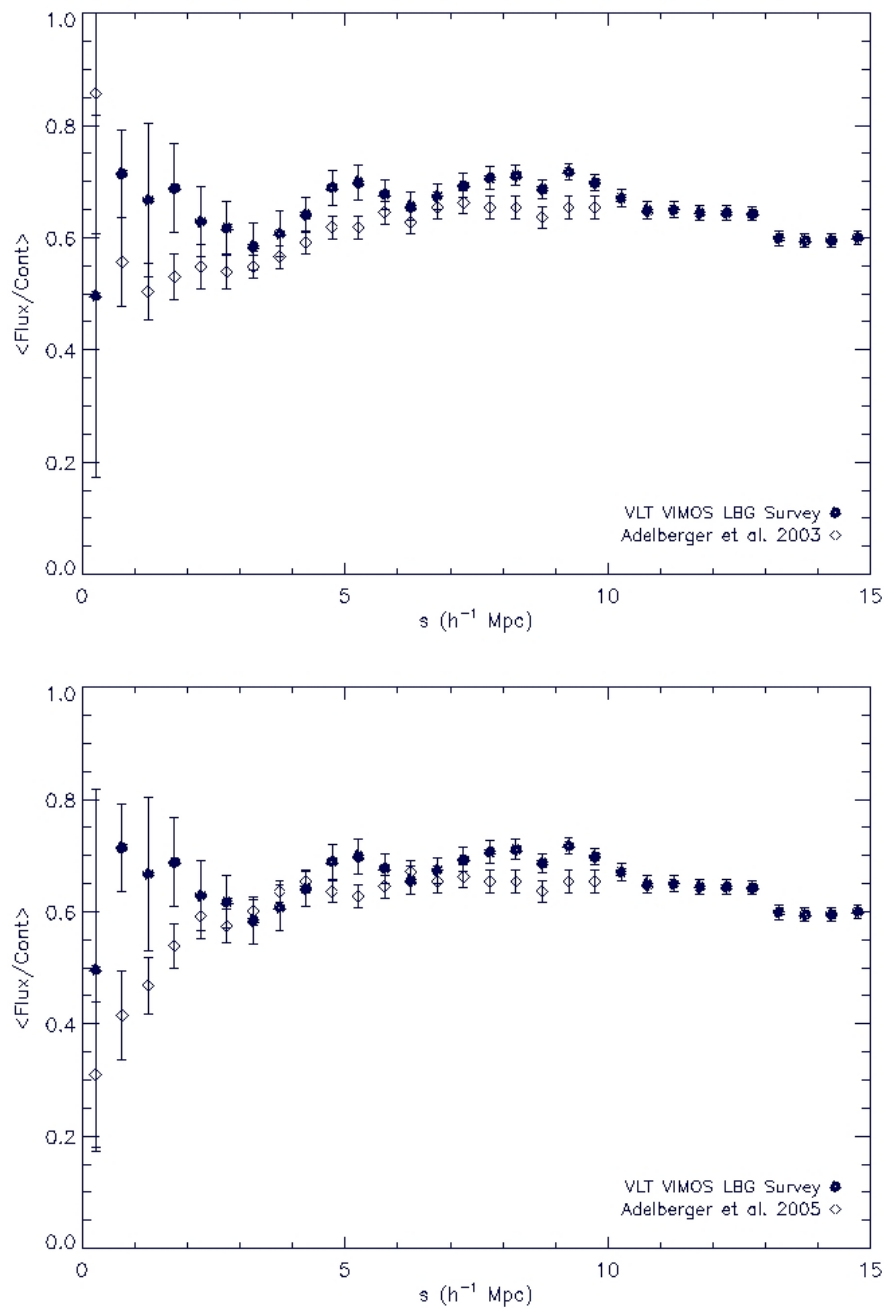 1.0
0.8
0.6
0.4
0.2
0.0
<Flux/Cont>
VLT VIMOS LBG Survey
Adelberger et al. 2003
0 5 10 15
s (h⁻¹ Mpc)
1.0
0.8
0.6
0.4
0.2
0.0
<Flux/Cont>
VLT VIMOS LBG Survey
Adelberger et al. 2005
0 5 10 15
s (h⁻¹ Mpc)